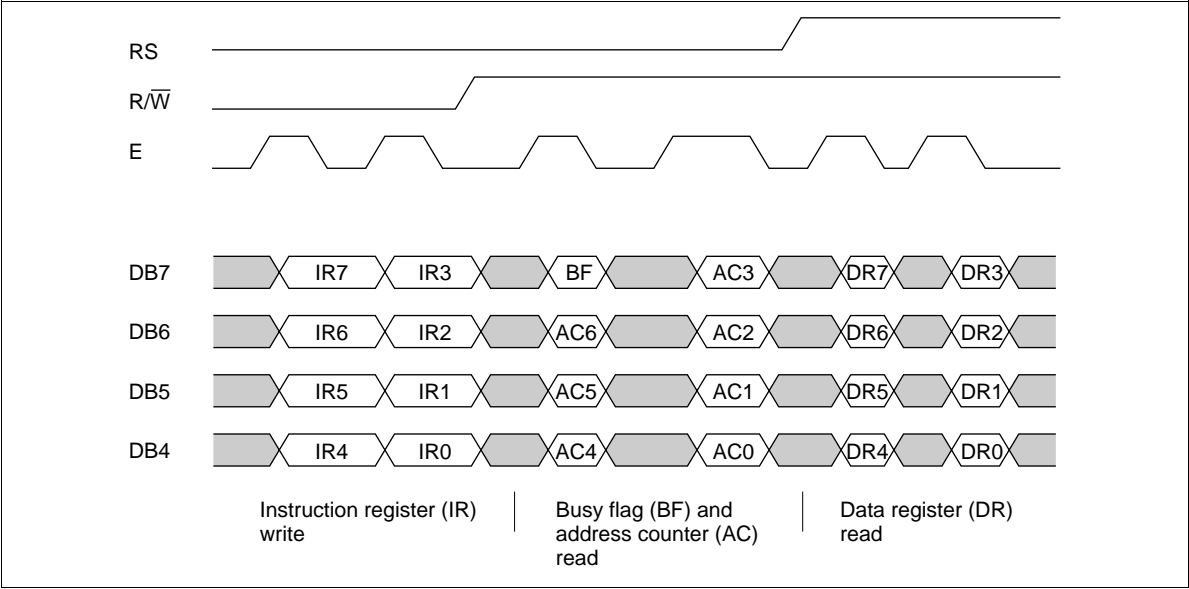 RS
R/W̅
E
DB7 IR7 IR3 BF AC3 DR7 DR3
DB6 IR6 IR2 AC6 AC2 DR6 DR2
DB5 IR5 IR1 AC5 AC1 DR5 DR1
DB4 IR4 IR0 AC4 AC0 DR4 DR0
Instruction register (IR)
write
Busy flag (BF) and
address counter (AC)
read
Data register (DR)
read